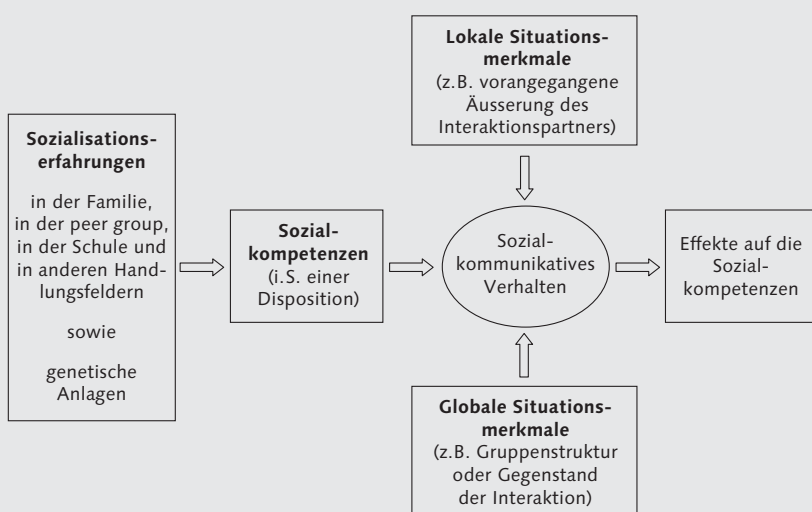 Sozialisations-
erfahrungen
in der Familie,
in der peer group,
in der Schule und
in anderen Hand-
lungsfeldern
sowie
genetische
Anlagen
Sozial-
kompetenzen
(i.S. einer
Disposition)
Lokale Situations-
merkmale
(z.B. vorangegangene
Äusserung des
Interaktionspartners)
Sozial-
kommunikatives
Verhalten
Globale Situations-
merkmale
(z.B. Gruppenstruktur
oder Gegenstand
der Interaktion)
Effekte auf die
Sozial-
kompetenzen